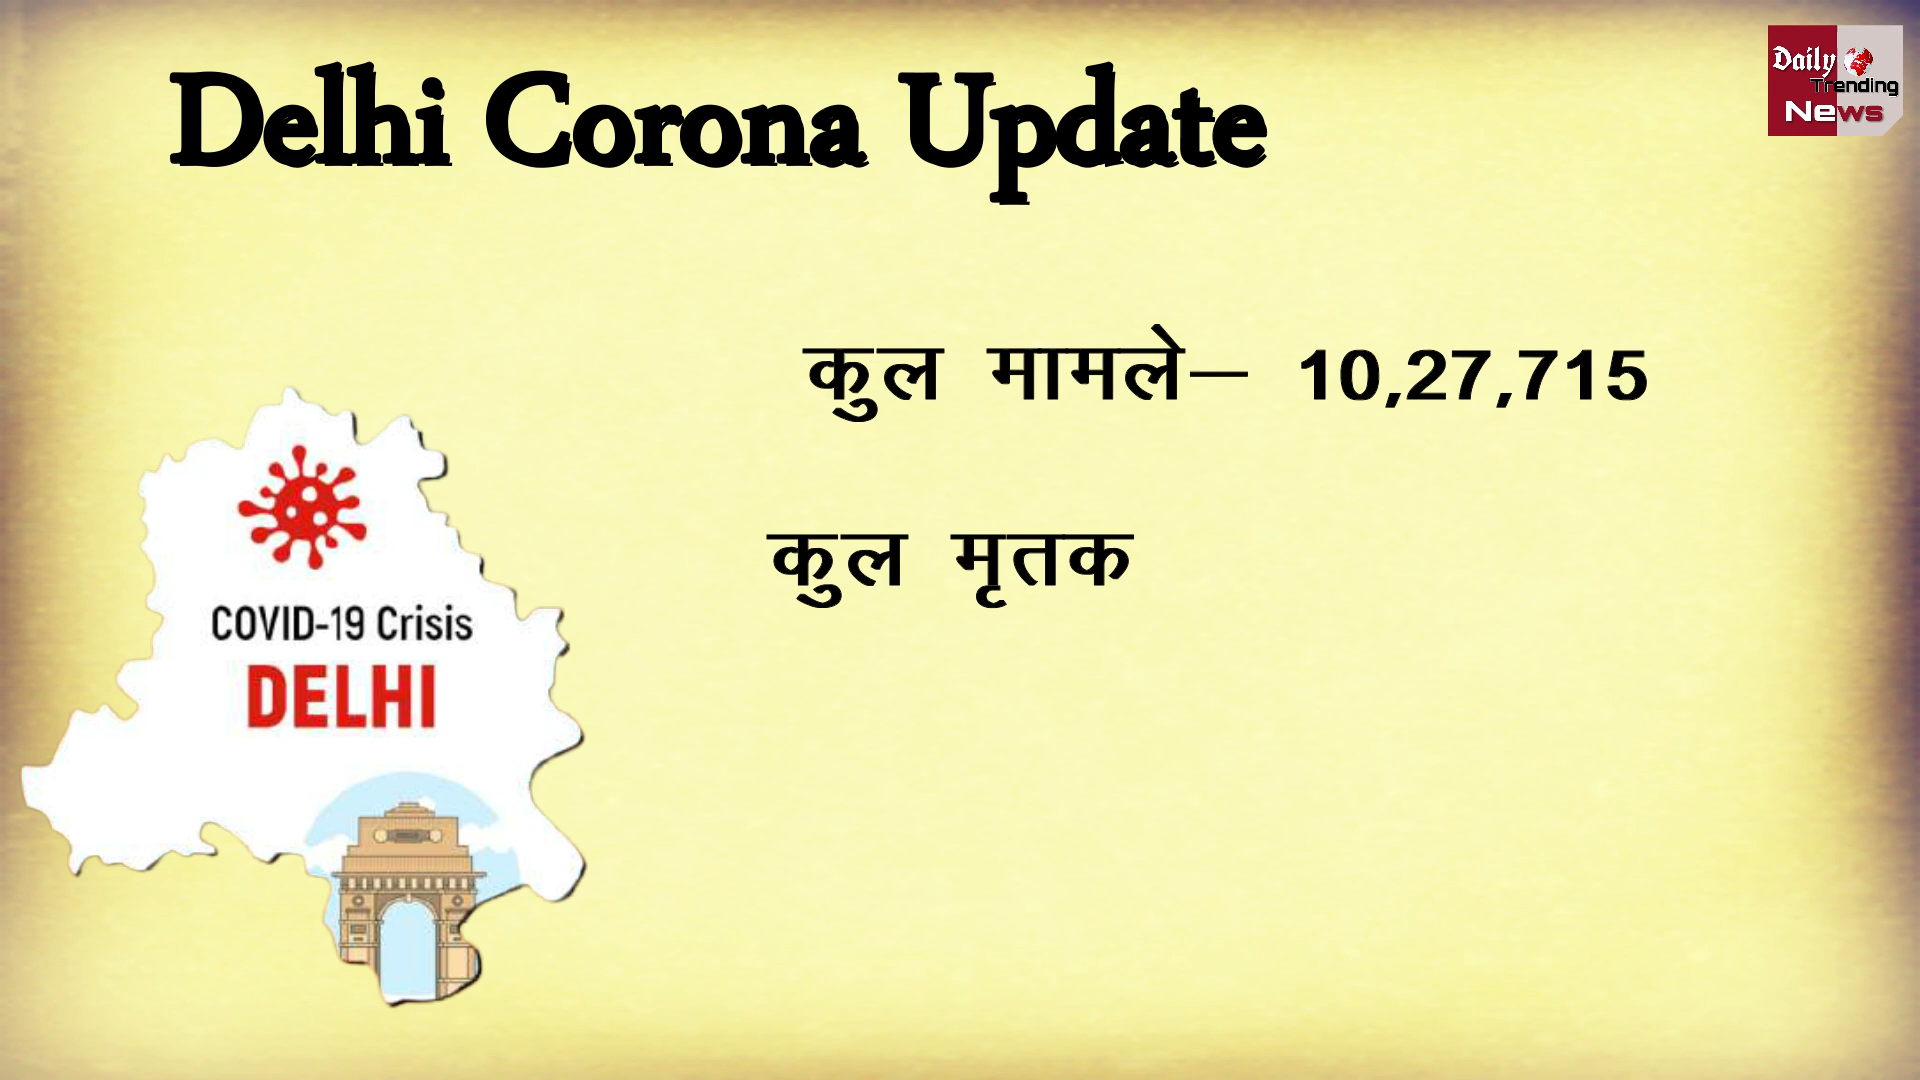 Delhi Corona Update
Daily
Trending
News
कुल मामले– 10,27,715
कुल मृतक
COVID-19 Crisis
DELHI